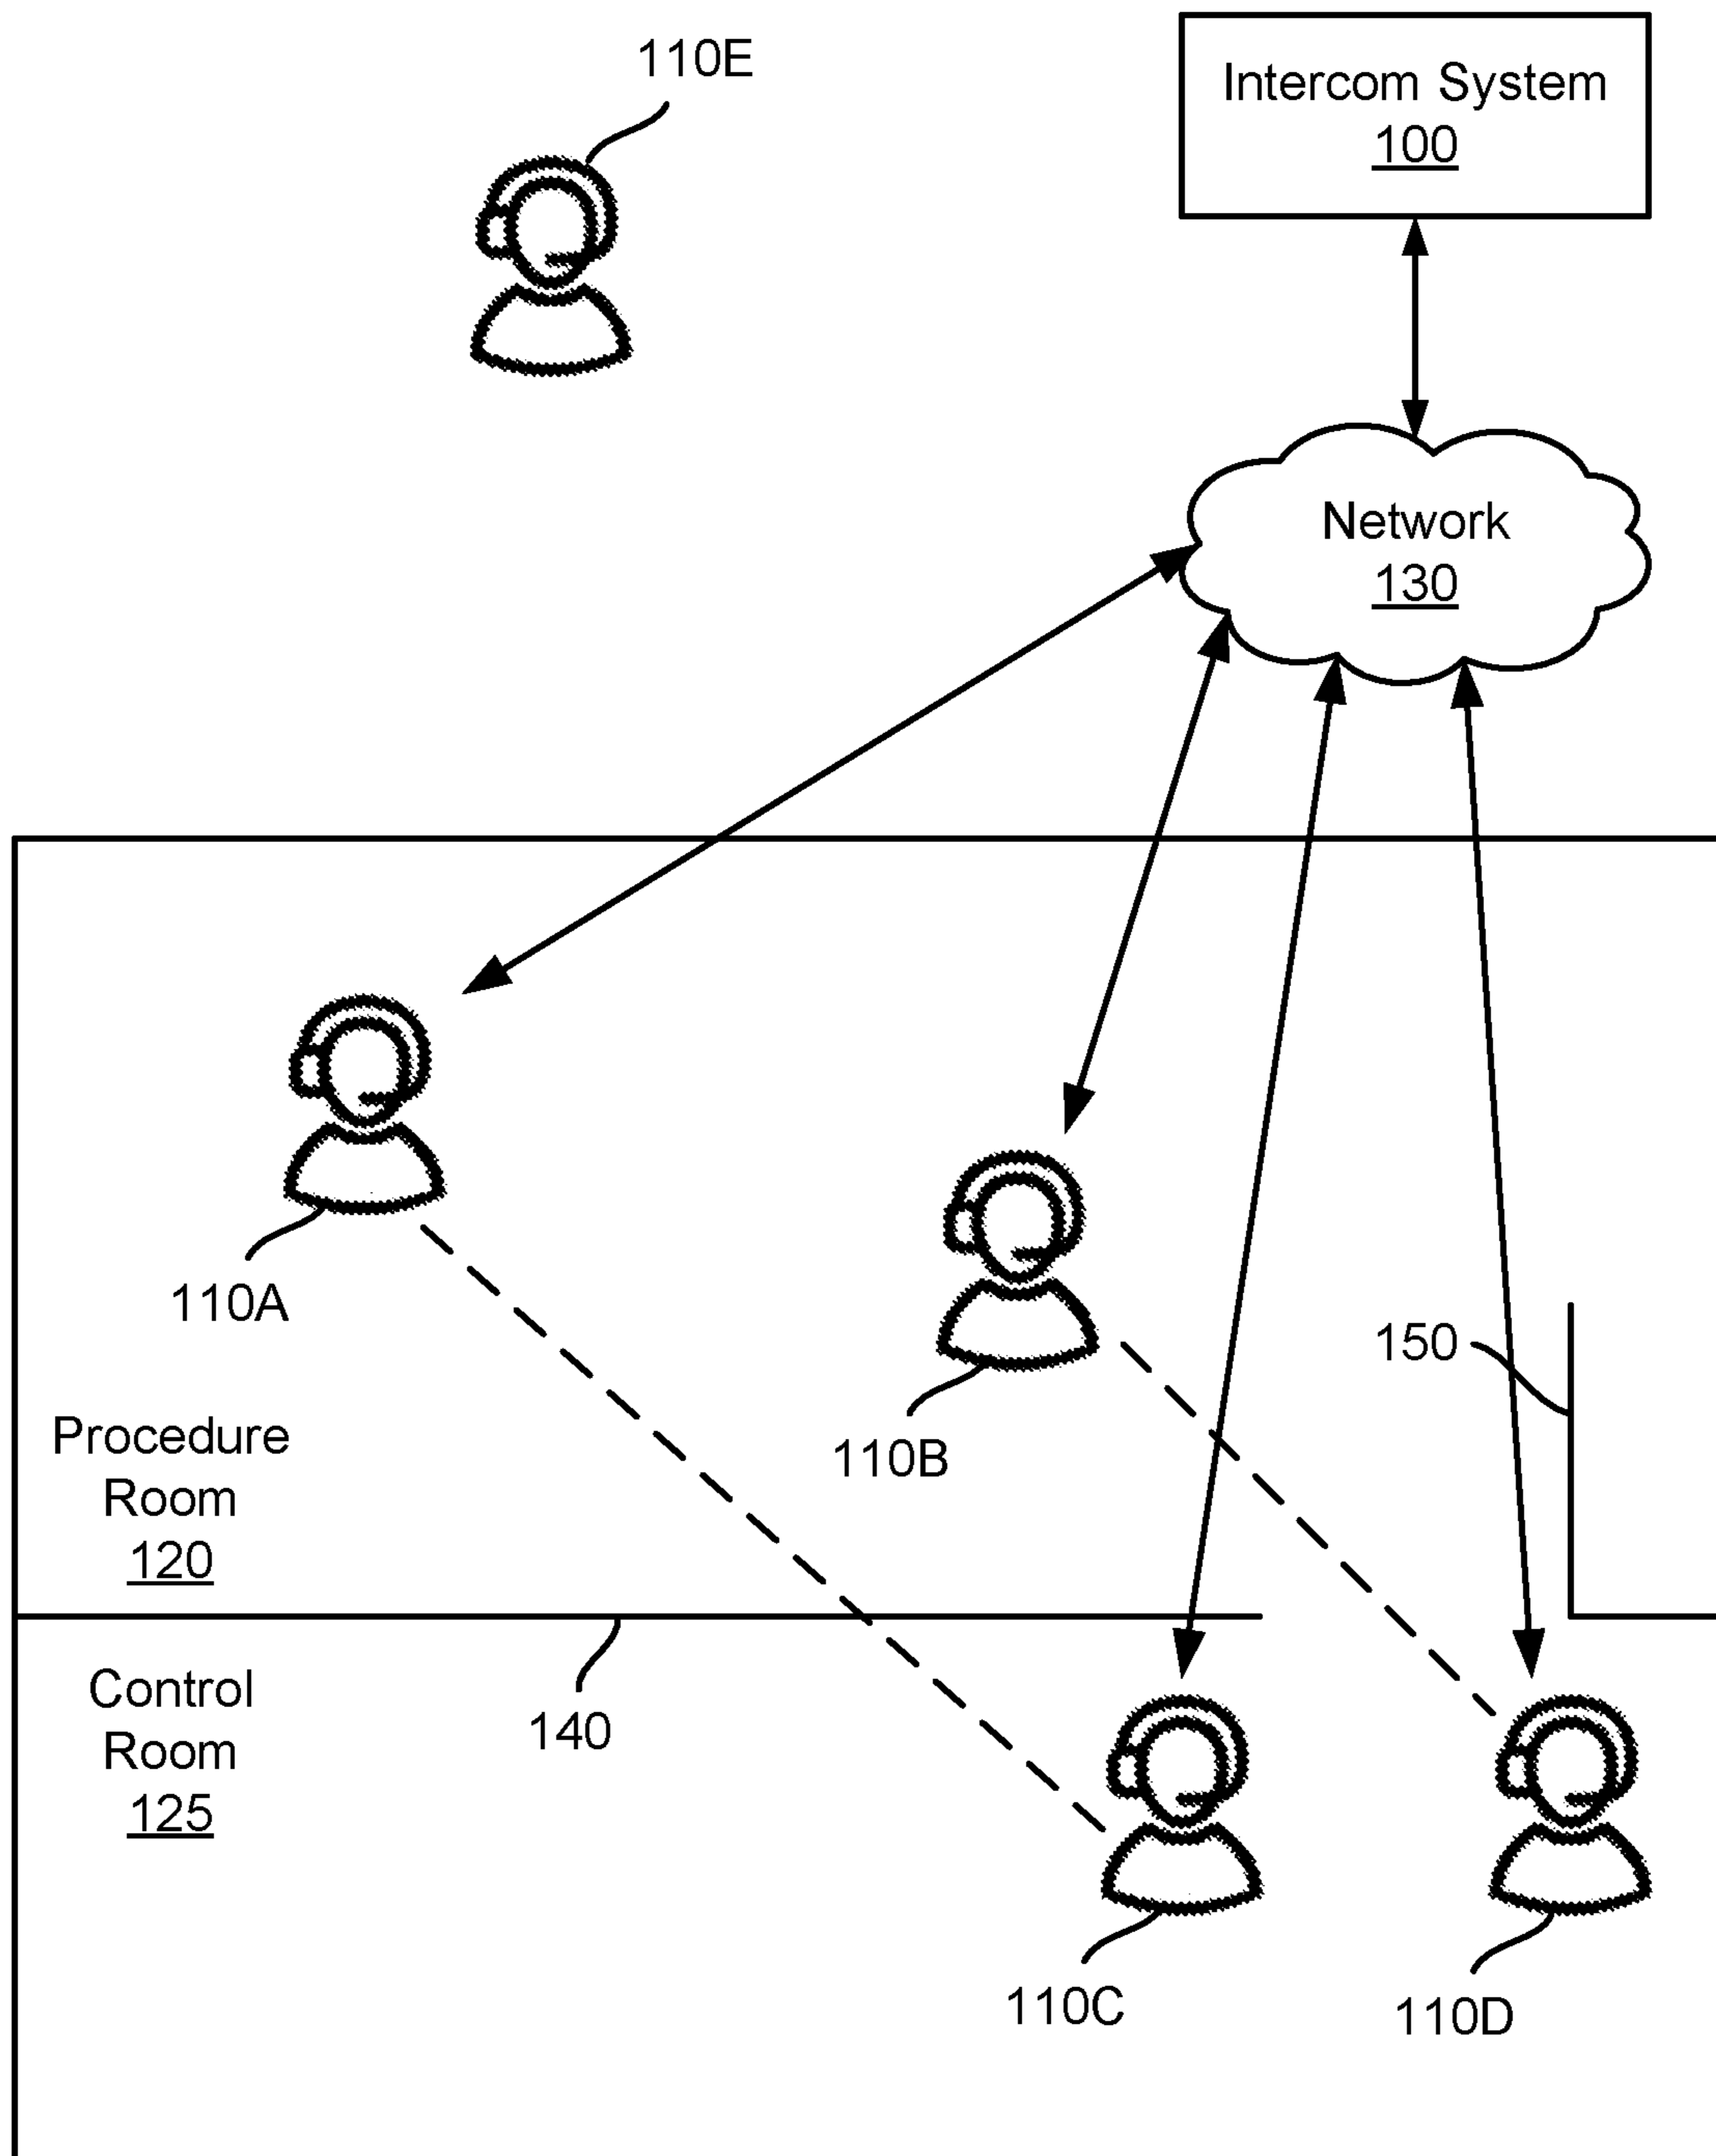 110E
Intercom System
100
Network
130
110A
150
110B
Procedure
Room
120
Control
Room
125
140
110C
110D